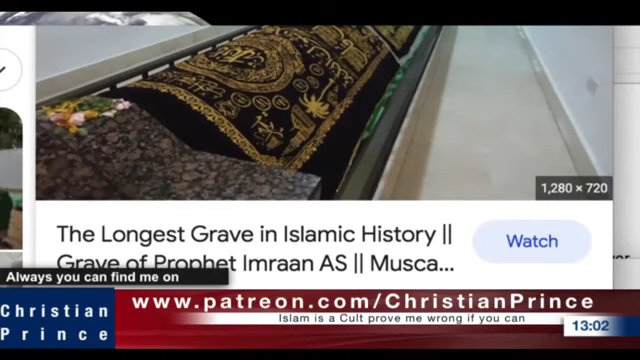 1,280 × 720
The Longest Grave in Islamic History ||
Grave of Prophet Imraan AS || Musca...
Watch
Always you can find me on
Christian
Prince
www.patreon.com/ChristianPrince
Islam is a Cult prove me wrong if you can
13:02